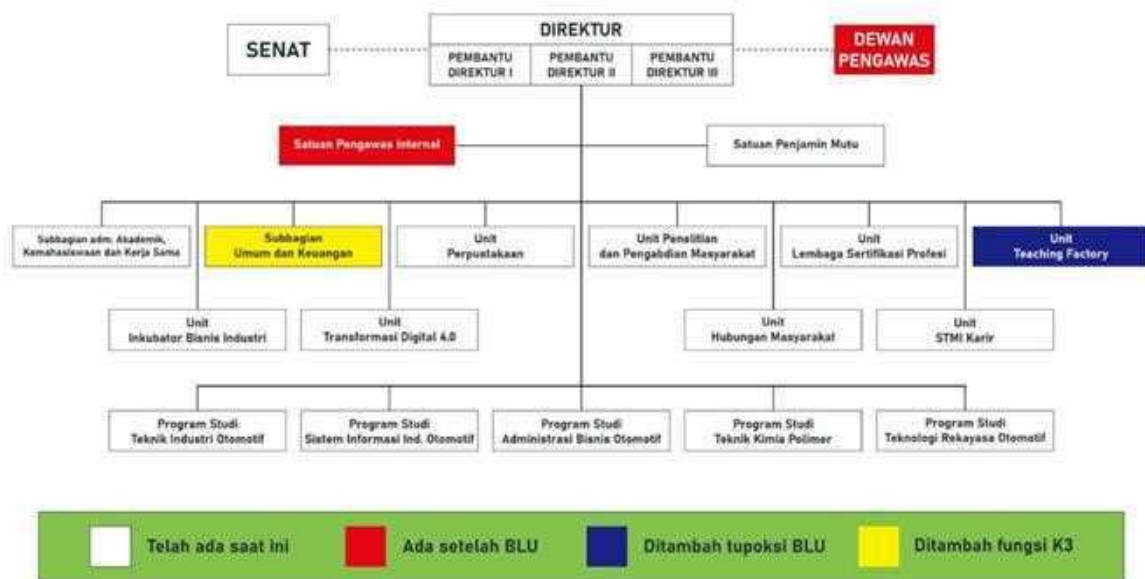 DIREKTUR
SENAT
PEMBANTU
DIREKTUR I
PEMBANTU
DIREKTUR II
PEMBANTU
DIREKTUR III
DEWAN
PENGAWAS
Satuan Pengawas Internal
Satuan Penjamin Mutu
Subbagian adm. Akademik,
Kemahasiswaan dan Kerja Sama
Subbagian
Umum dan Keuangan
Unit
Perpustakaan
Unit Penelitian
dan Pengabdian Masyarakat
Unit
Lembaga Sertifikasi Profesi
Unit
Teaching Factory
Unit
Inkubator Bisnis Industri
Unit
Transformasi Digital 4.0
Unit
Hubungan Masyarakat
Unit
STMI Karir
Program Studi
Teknik Industri Otomotif
Program Studi
Sistem Informasi Ind. Otomotif
Program Studi
Administrasi Bisnis Otomotif
Program Studi
Teknik Kimia Polimer
Program Studi
Teknologi Rekayasa Otomotif
Telah ada saat ini
Ada setelah BLU
Ditambah tupoksi BLU
Ditambah fungsi K3